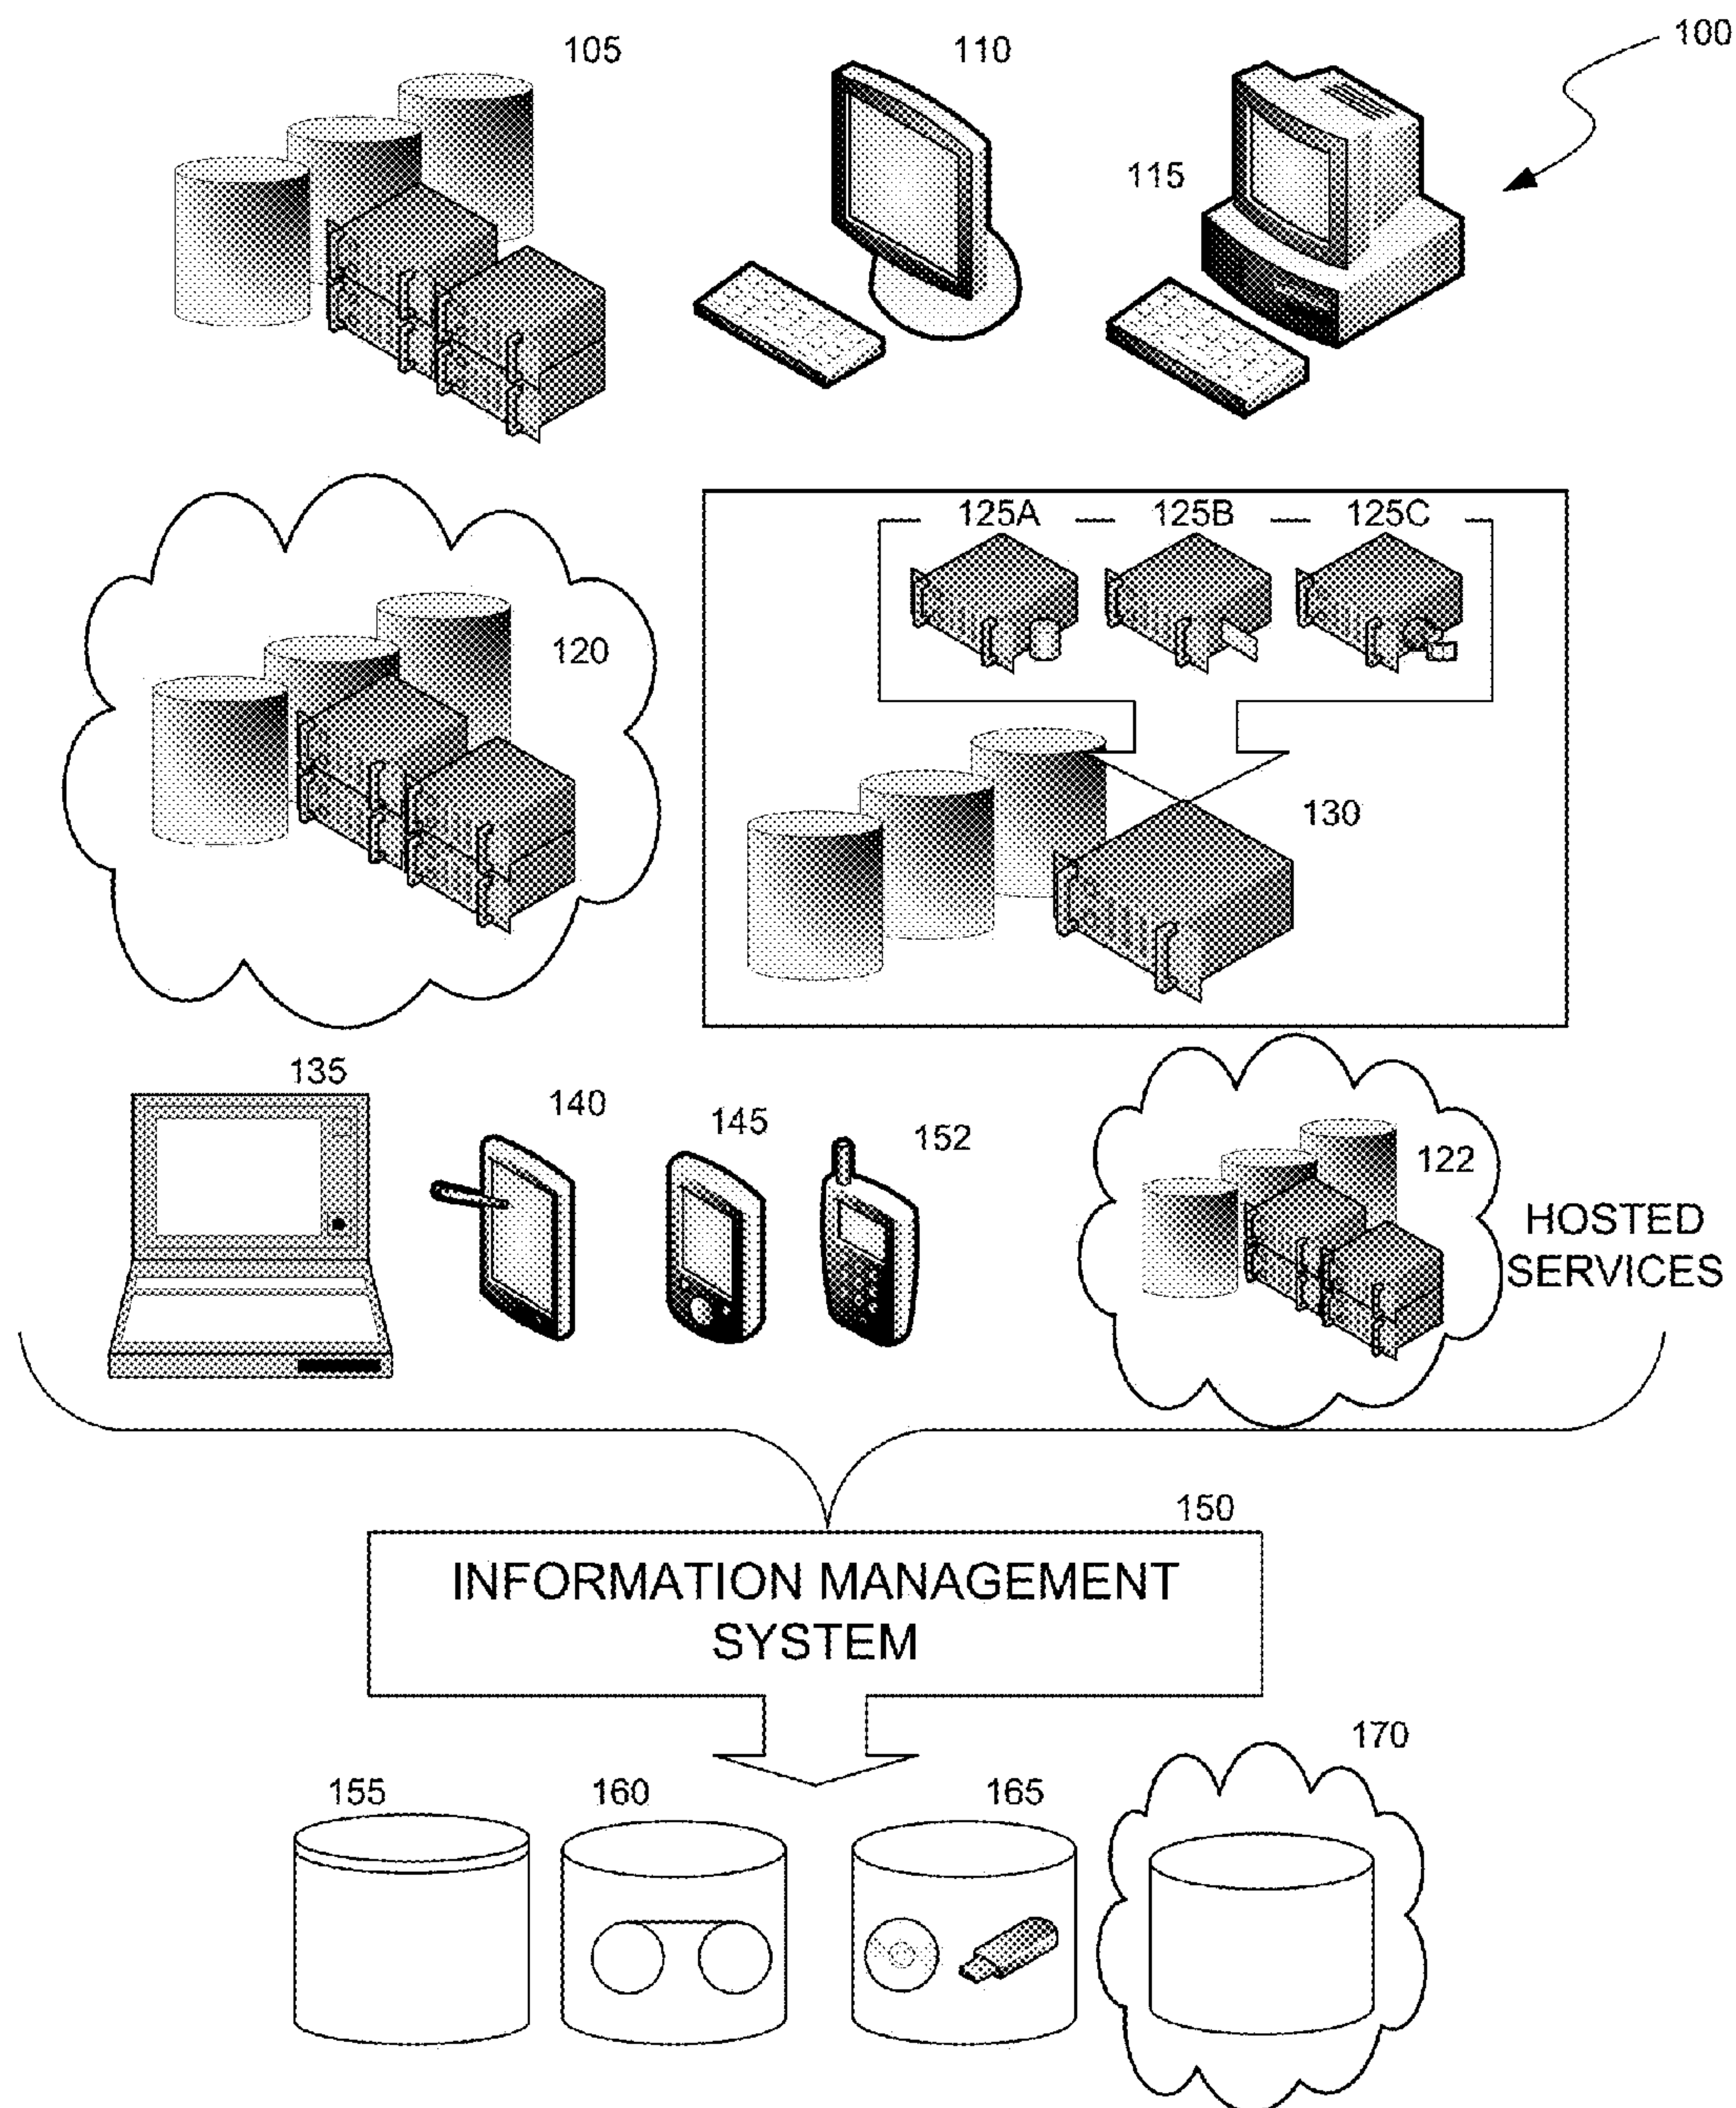 100
105
110
115
125A
125B
125C
120
130
135
140
145
152
122
HOSTED
SERVICES
150
INFORMATION MANAGEMENT
SYSTEM
170
155
160
165